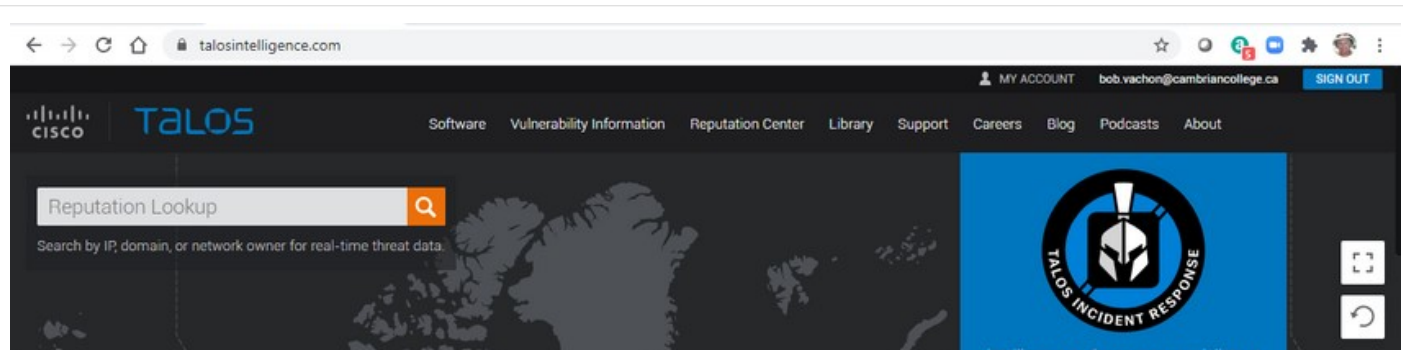 talosintelligence.com
MY ACCOUNT bob.vachon@cambriancollege.ca SIGN OUT
CISCO TALOS Software Vulnerability Information Reputation Center Library Support Careers Blog Podcasts About
Reputation Lookup
Search by IP, domain, or network owner for real-time threat data.
TALOS INCIDENT RESPONSE